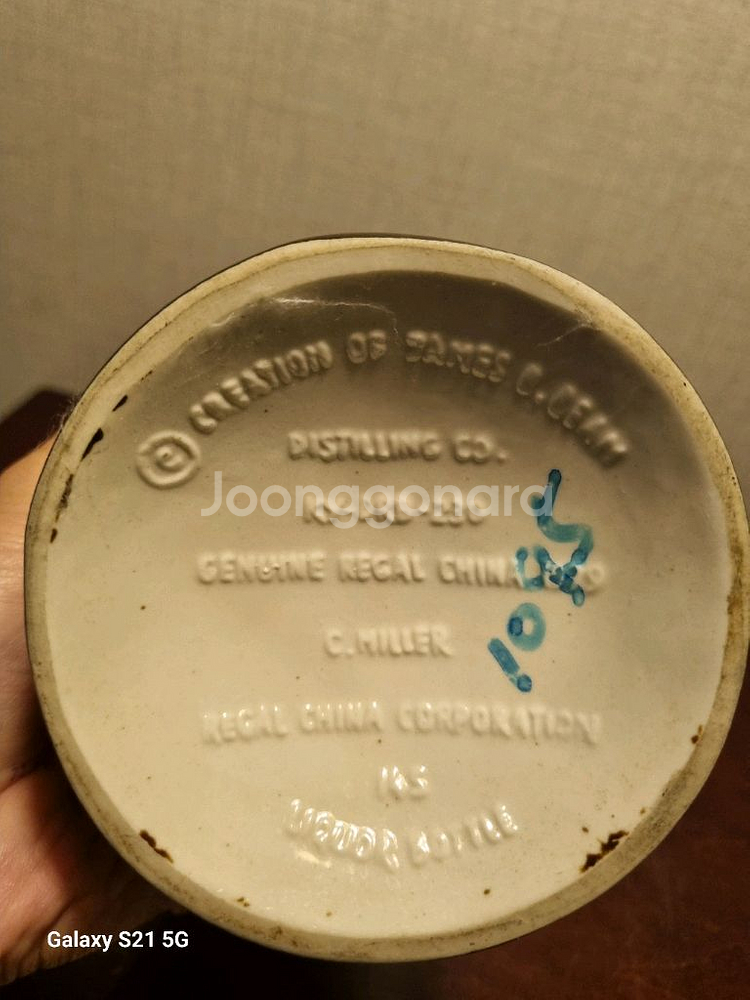 © CREATION OF JAMES B. BEAM
DISTILLING CO.
Joonggonara
GENUINE REGAL CHINA
C. MILLER
REGAL CHINA CORPORATION
LIQUOR BOTTLE
Galaxy S21 5G